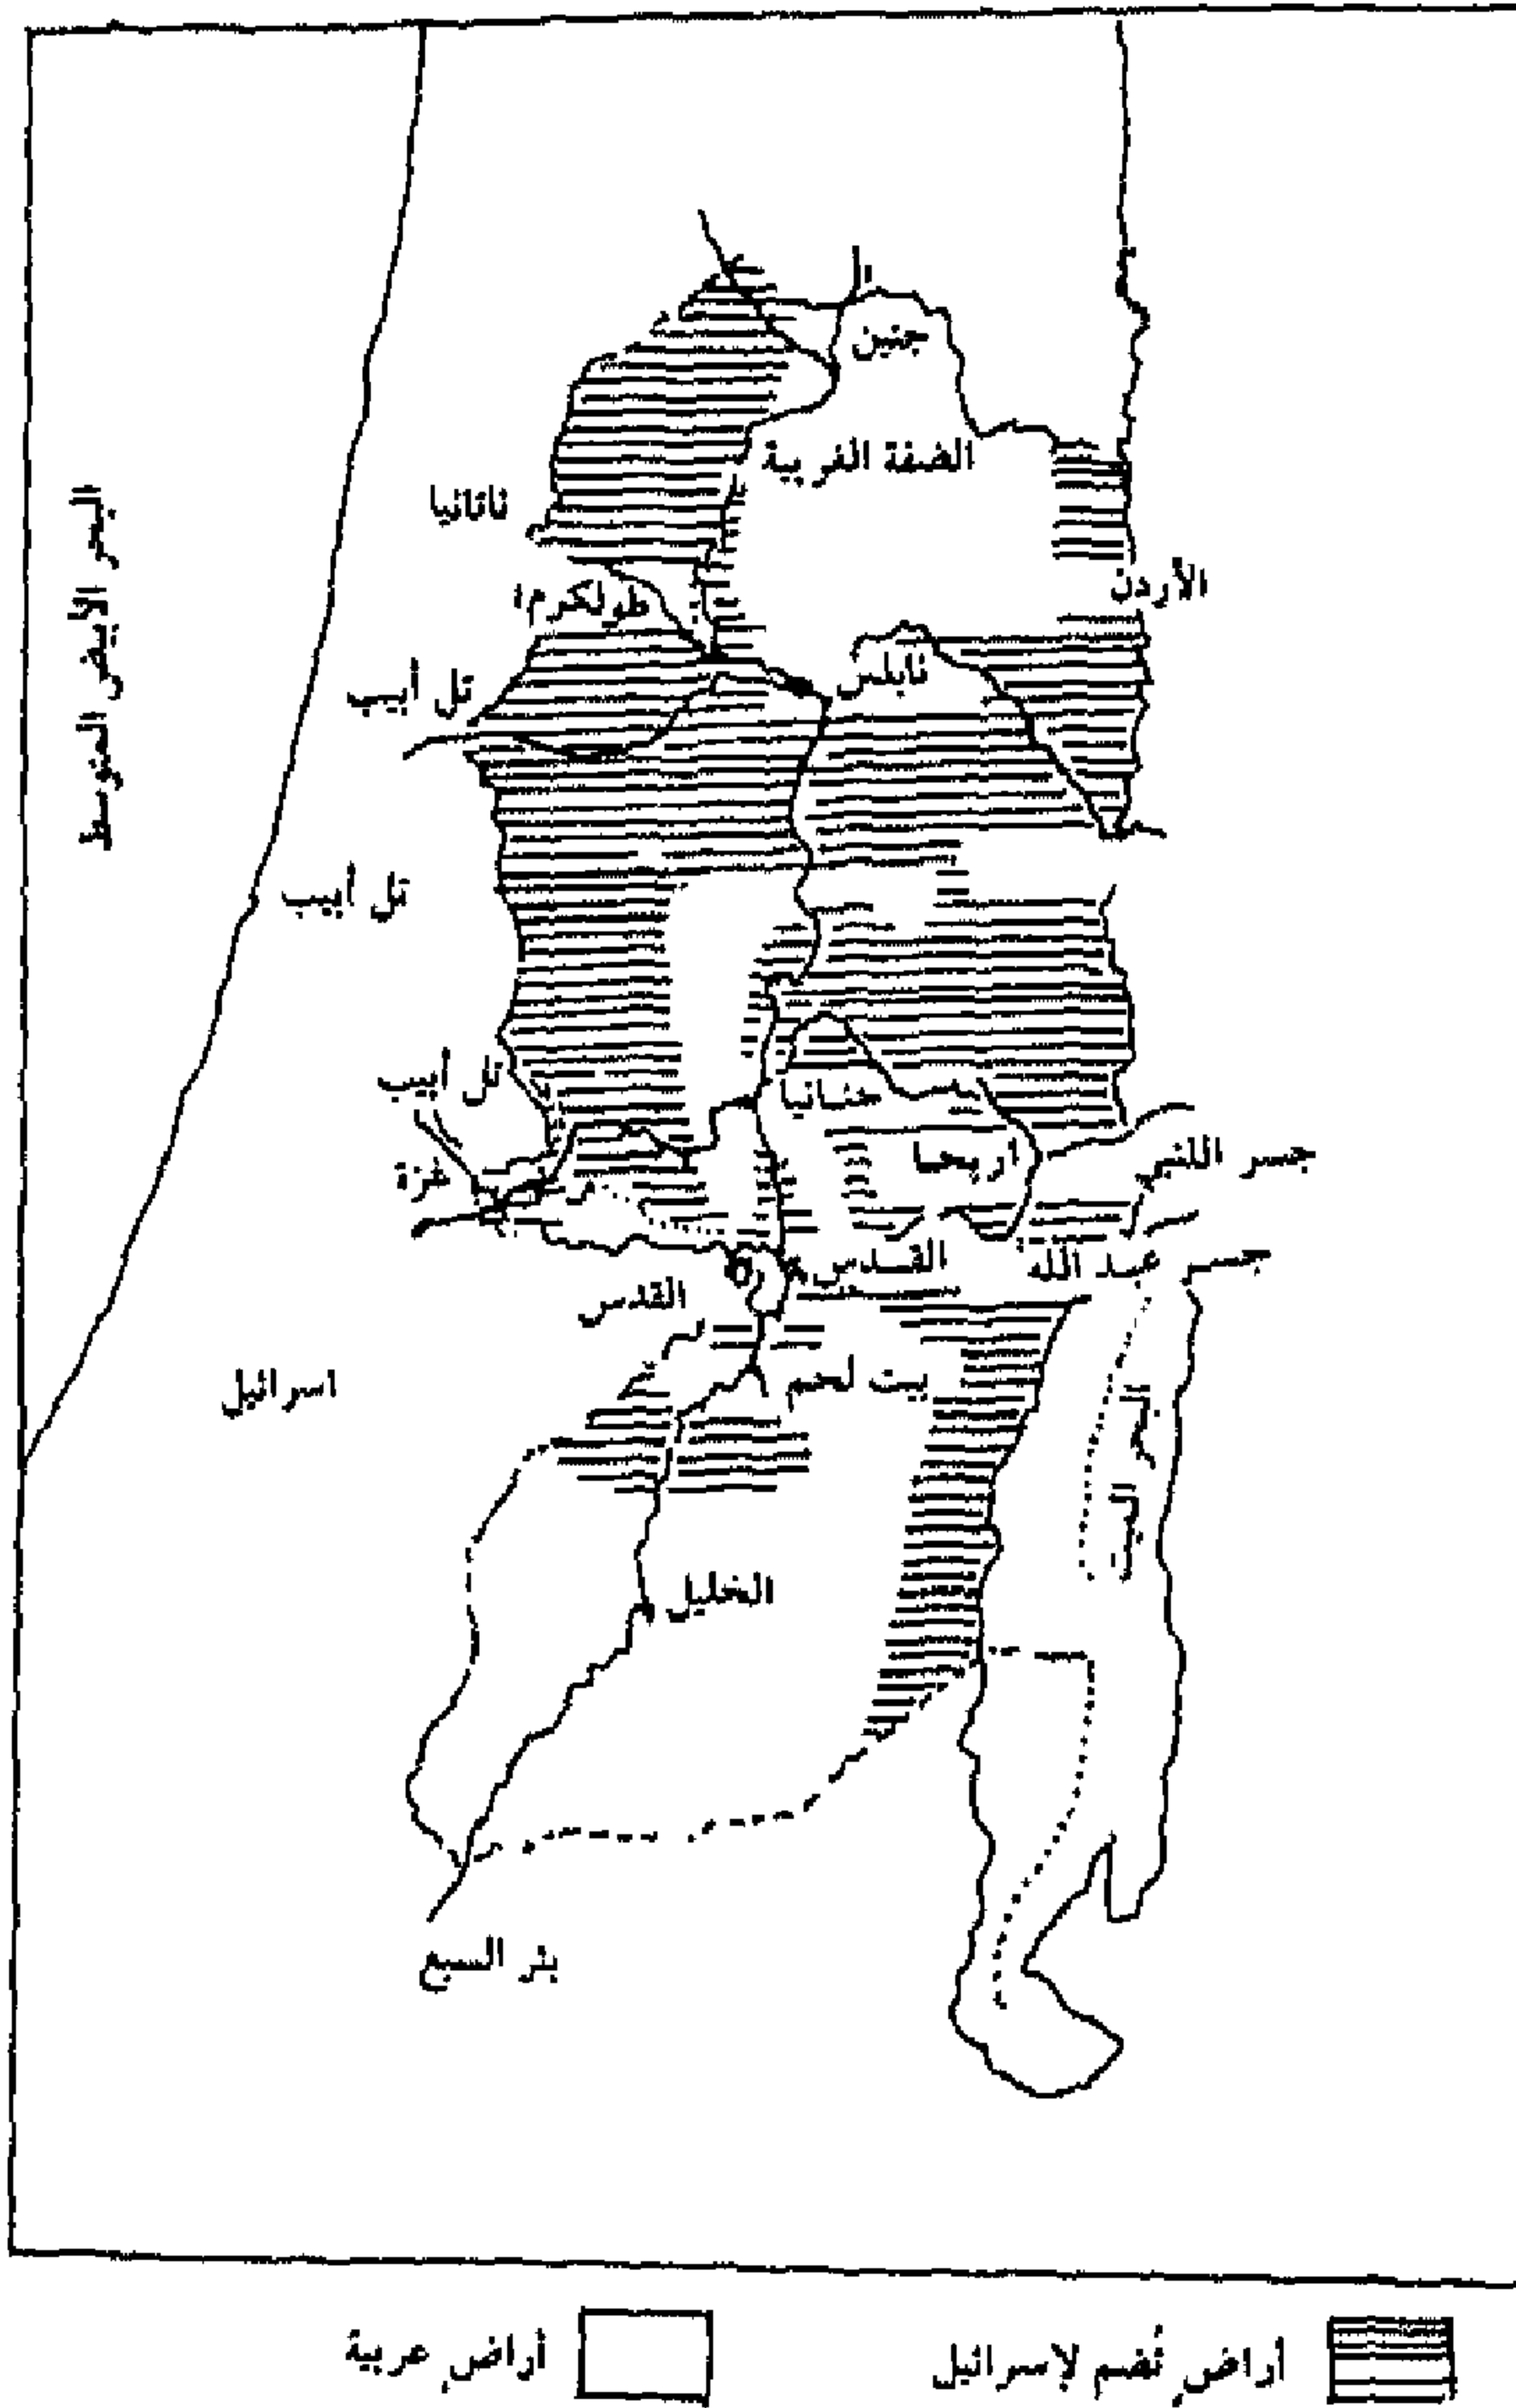 جنين
الضفة الغربية
ناتانيا
البحر الأبيض المتوسط
الأردن
طولكرم
نابلس
تل أبيب
تل أبيب
تل أبيب
اريحا
جسر اللنبي
غزة
القدس
جسر عبد الله
القدس
بيت لحم
اسرائيل
البحر الميت
الخليل
بئر السبع
أراضٍ تُضم لإسرائيل
أراضٍ عربية